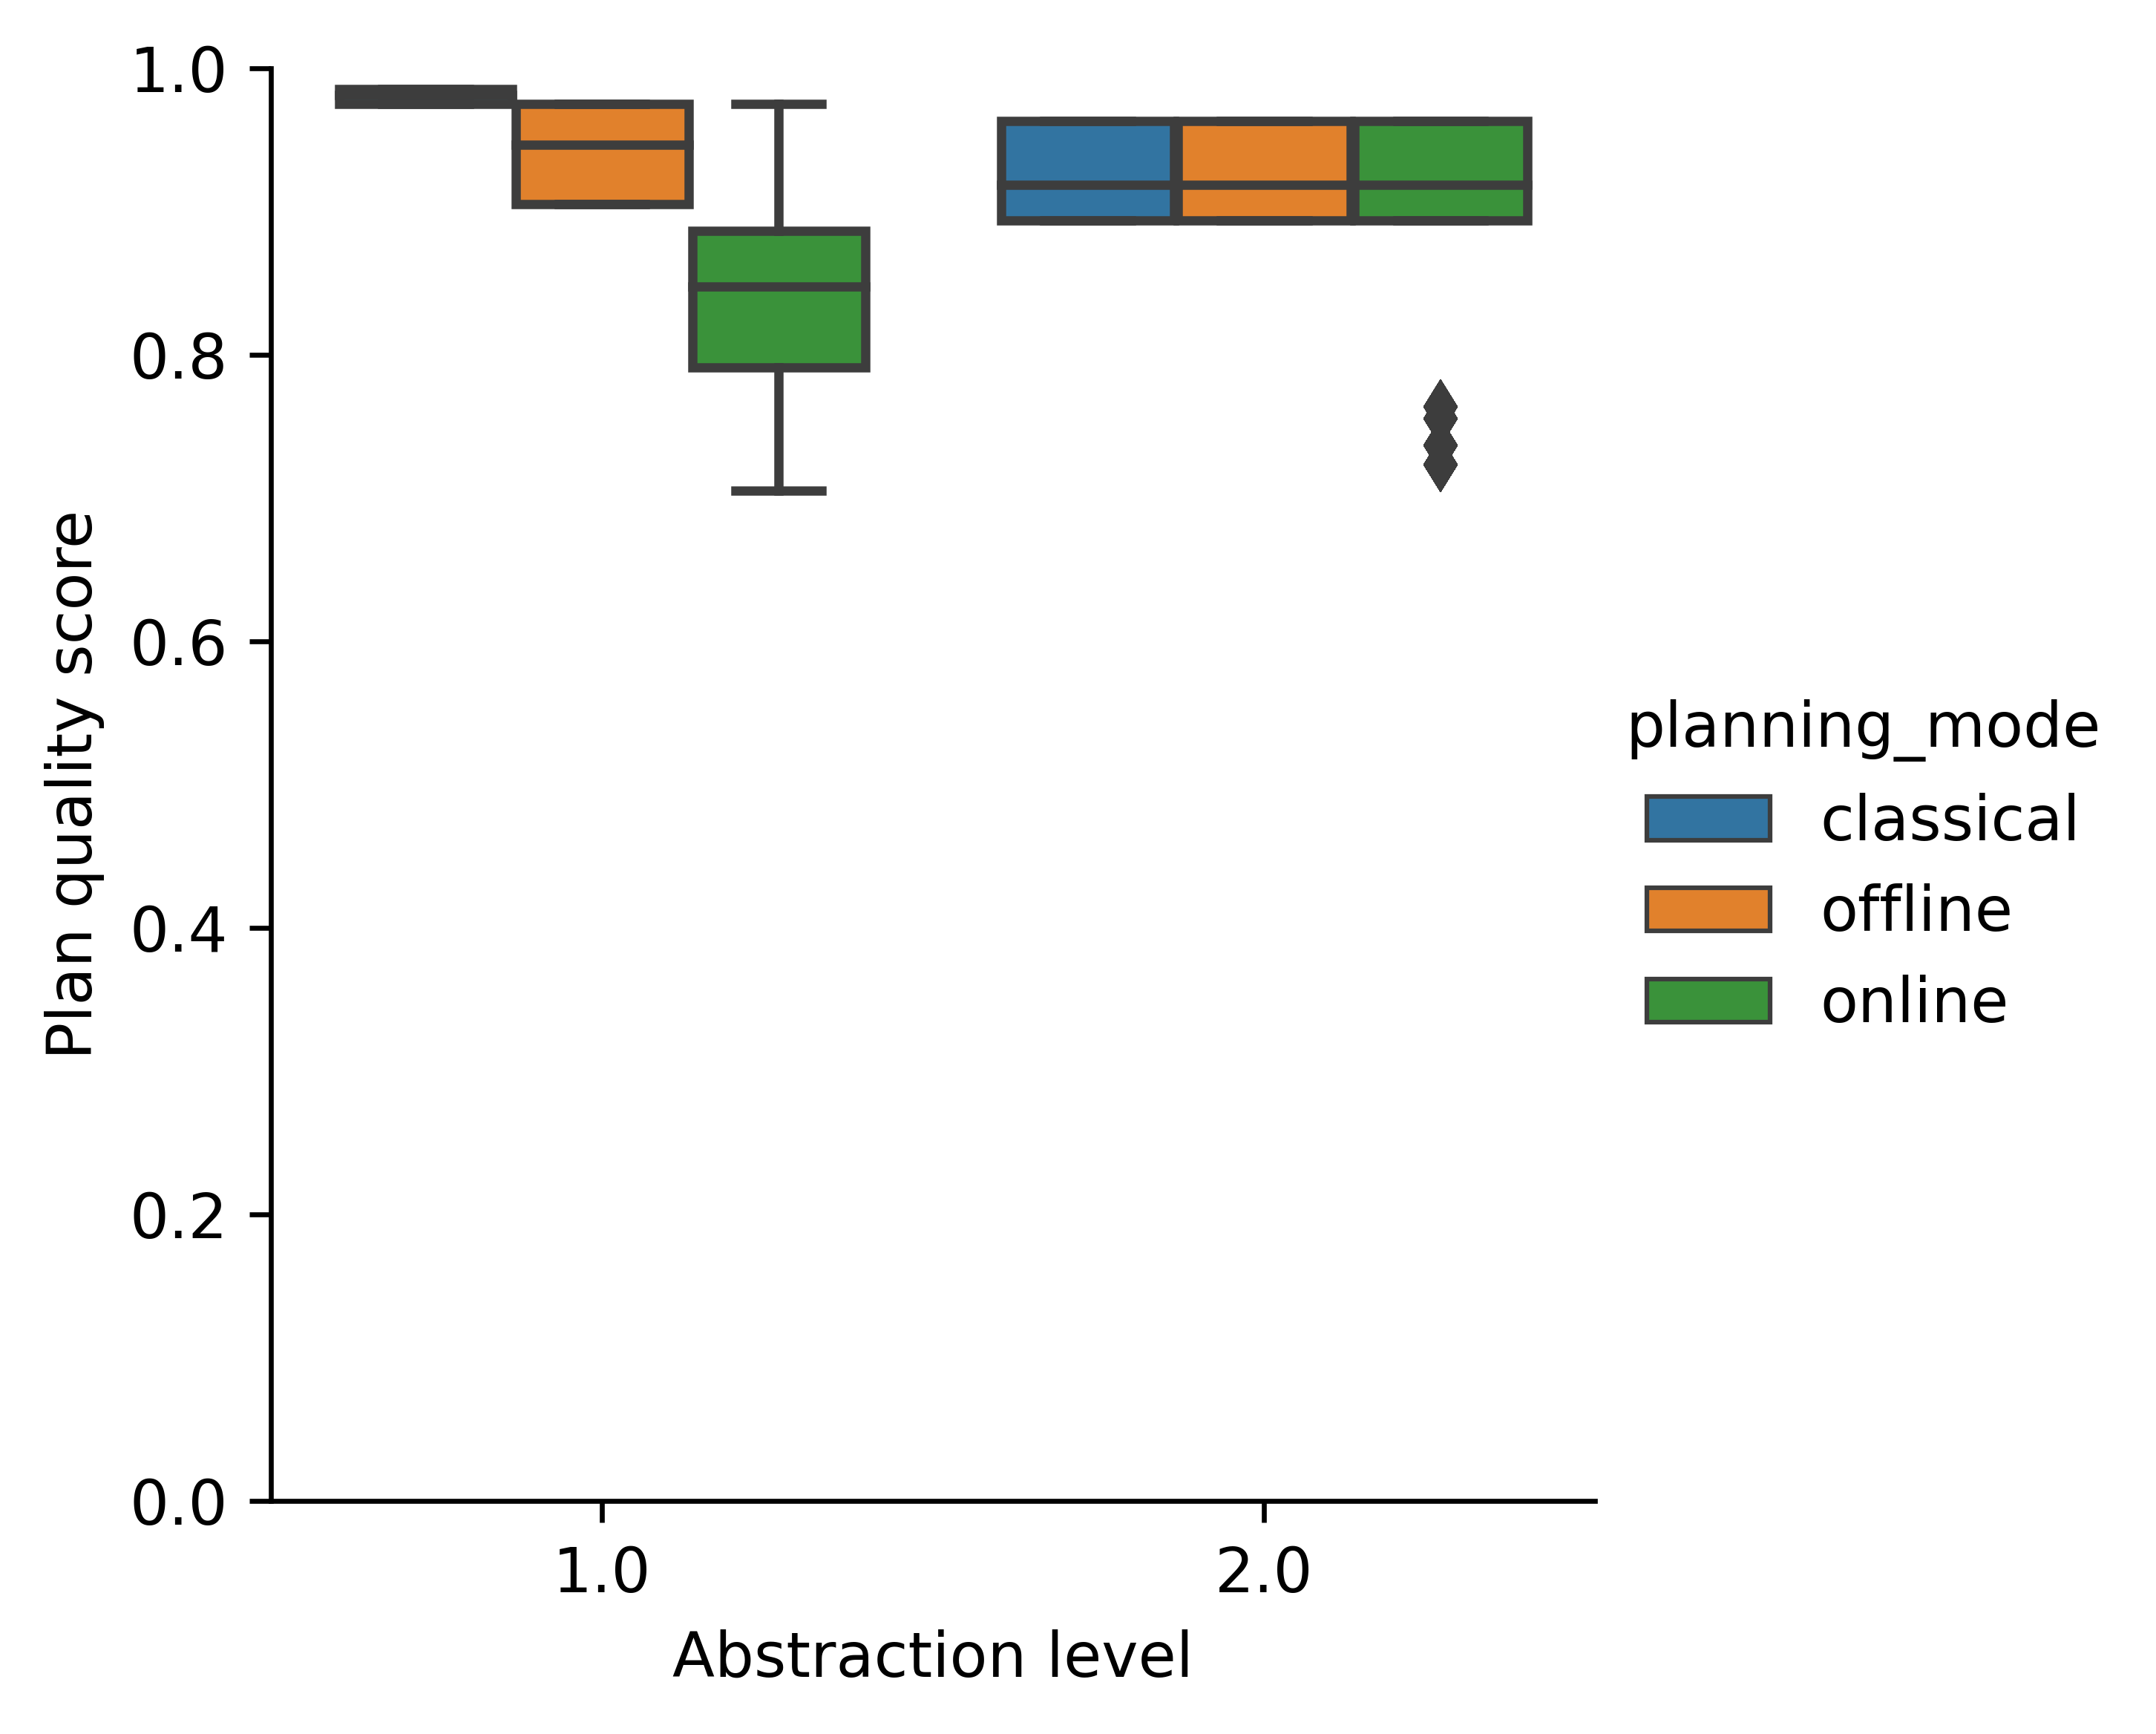 1.0
0.8
0.6
0.4
0.2
0.0
Plan quality score
1.0
2.0
Abstraction level
planning_mode
classical
offline
online